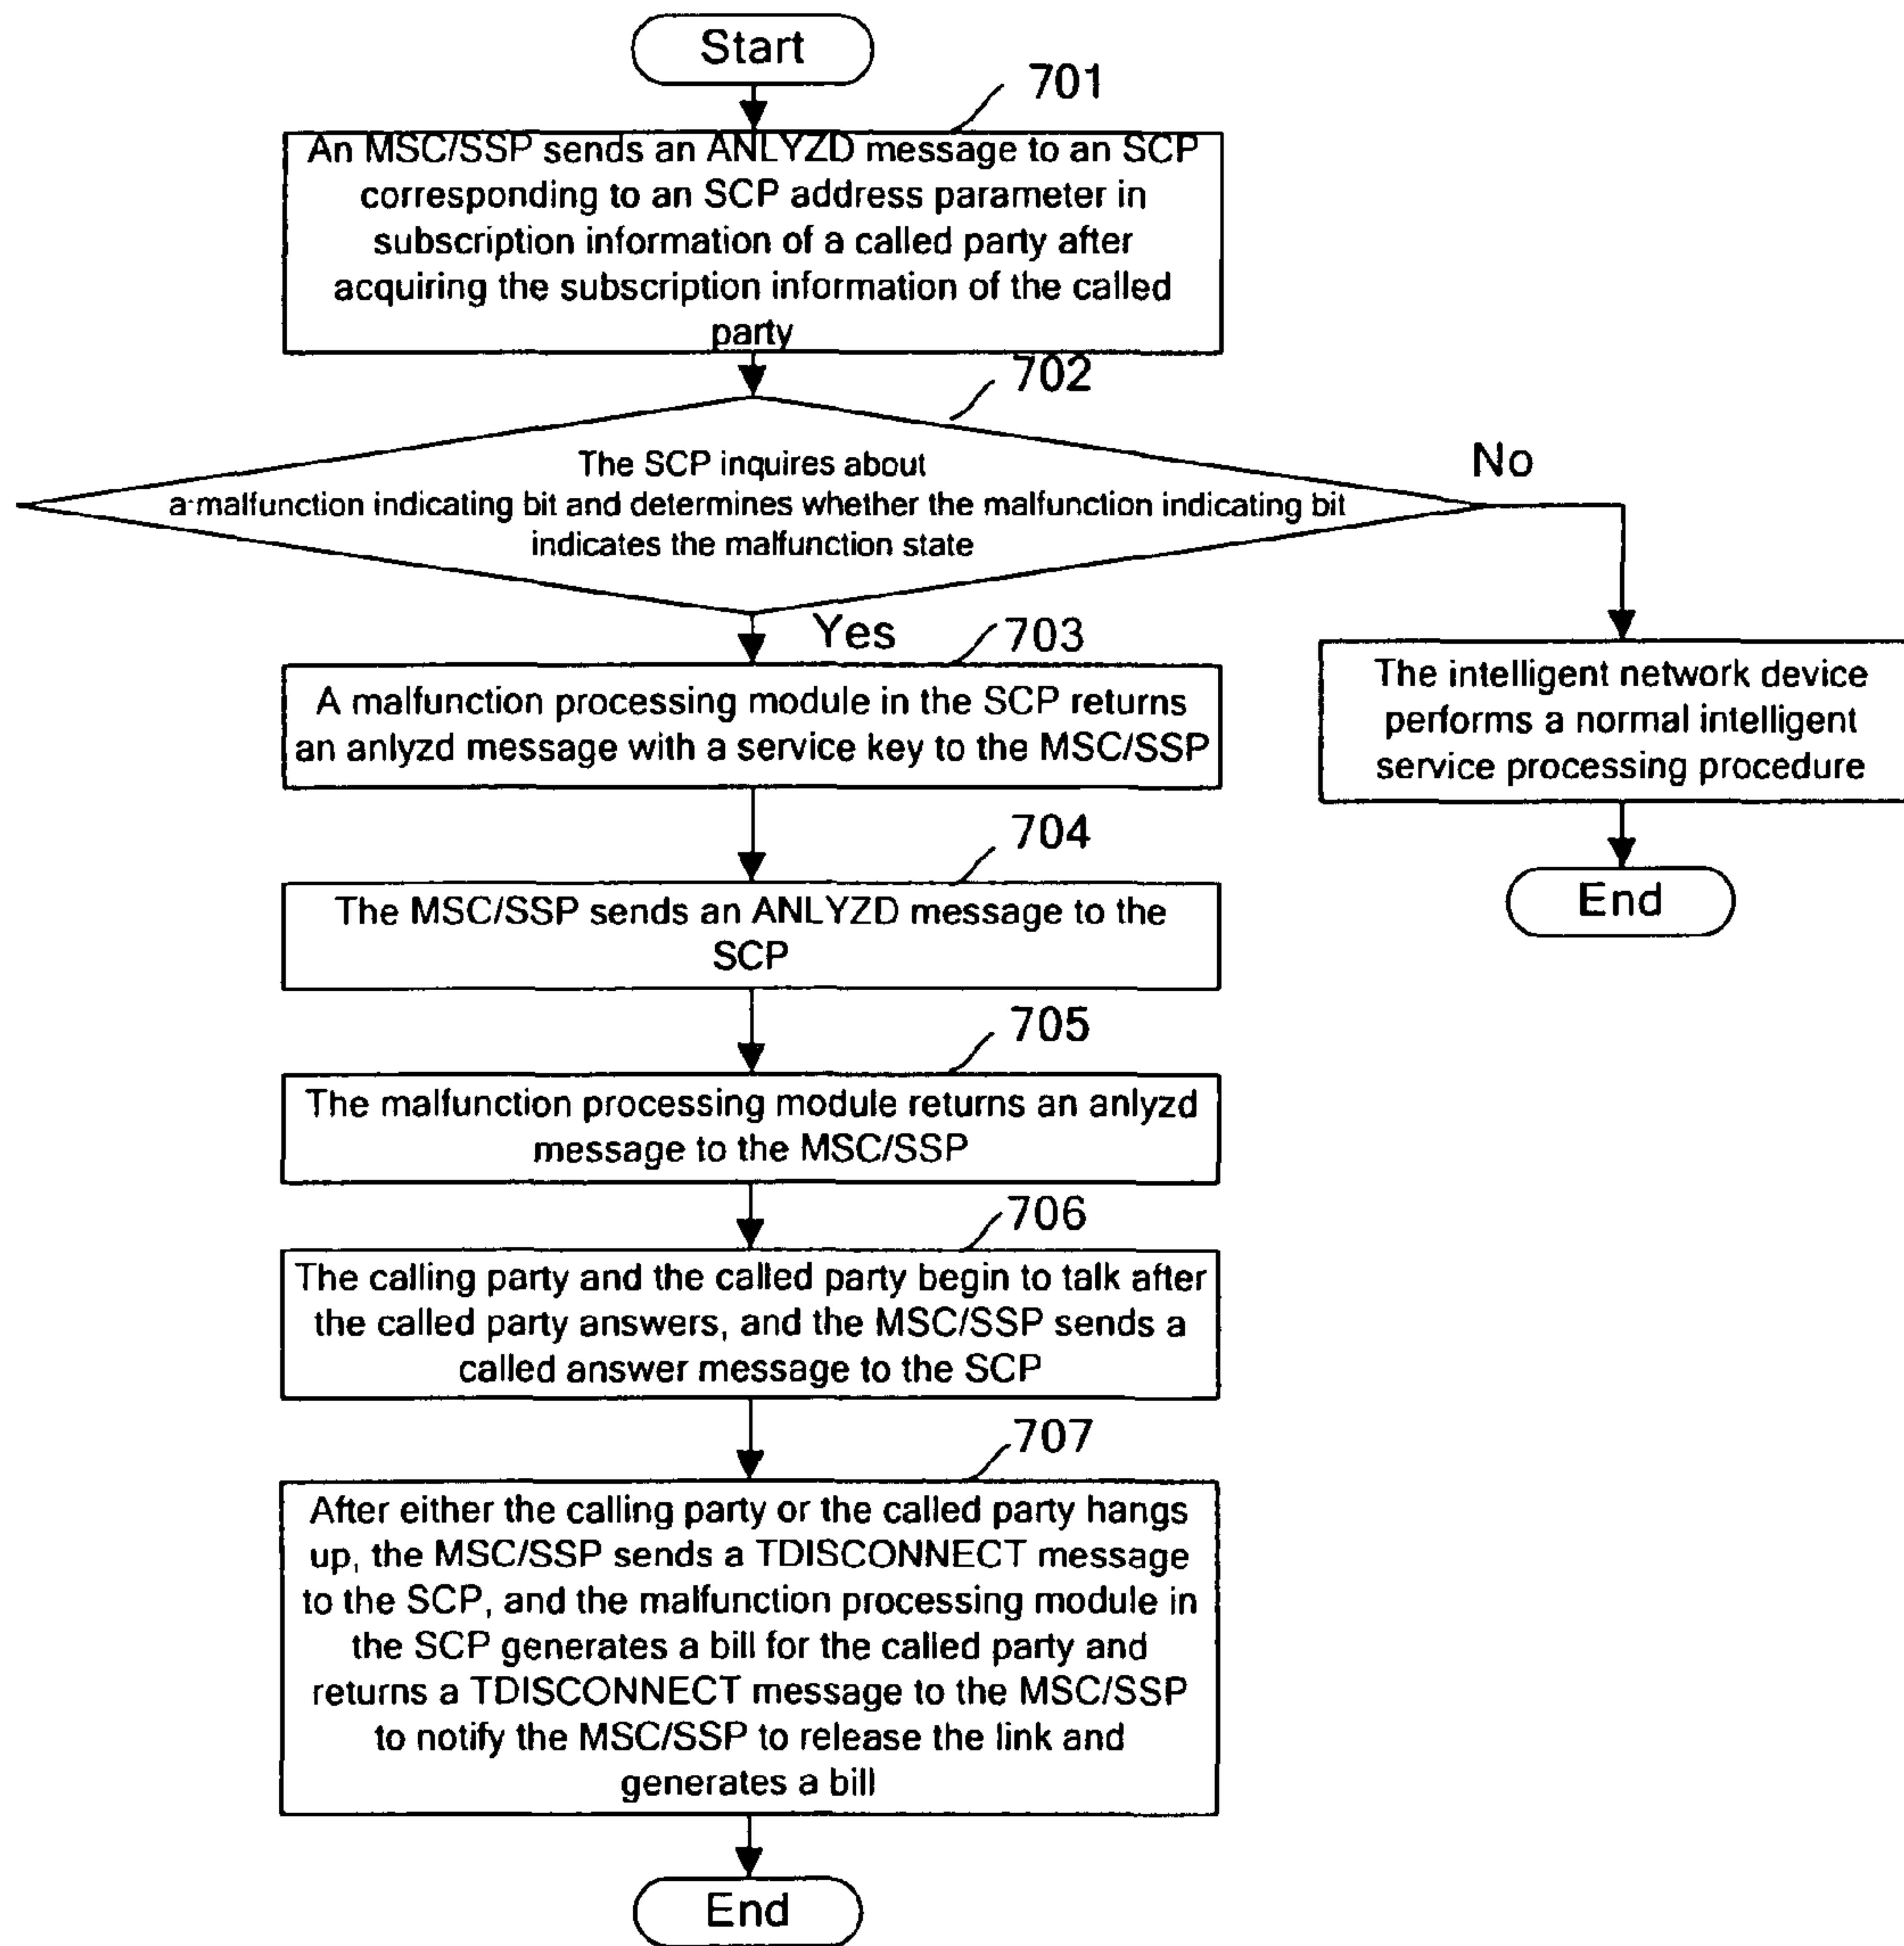 Start
701
An MSC/SSP sends an ANLYZD message to an SCP
corresponding to an SCP address parameter in
subscription information of a called party after
acquiring the subscription information of the called
party
702
The SCP inquires about
a malfunction indicating bit and determines whether the malfunction indicating bit
indicates the malfunction state
No
Yes
703
A malfunction processing module in the SCP returns
an anlyzd message with a service key to the MSC/SSP
The intelligent network device
performs a normal intelligent
service processing procedure
704
The MSC/SSP sends an ANLYZD message to the
SCP
End
705
The malfunction processing module returns an anlyzd
message to the MSC/SSP
706
The calling party and the called party begin to talk after
the called party answers, and the MSC/SSP sends a
called answer message to the SCP
707
After either the calling party or the called party hangs
up, the MSC/SSP sends a TDISCONNECT message
to the SCP, and the malfunction processing module in
the SCP generates a bill for the called party and
returns a TDISCONNECT message to the MSC/SSP
to notify the MSC/SSP to release the link and
generates a bill
End